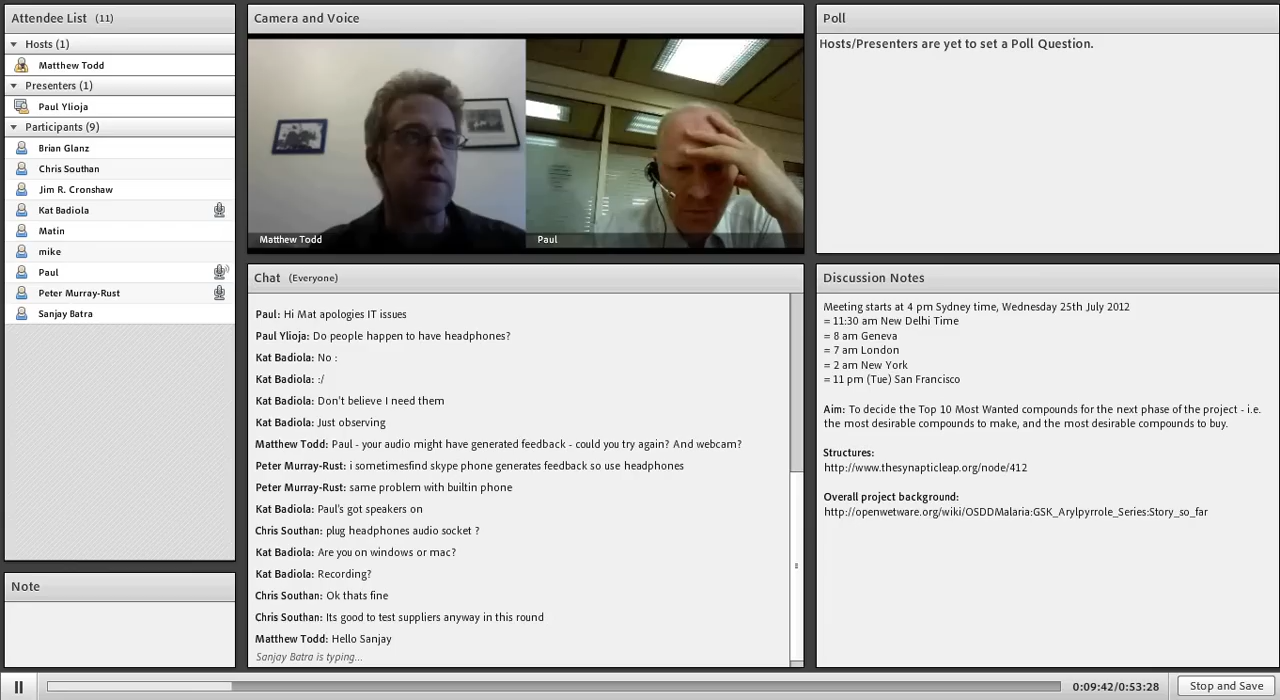 Attendee List (11)
Hosts (1)
Matthew Todd
Presenters (1)
Paul Ylioja
Participants (9)
Brian Glanz
Chris Southan
Jim R. Cronshaw
Kat Badiola
Matin
mike
Paul
Peter Murray-Rust
Sanjay Batra
Note
Camera and Voice
Matthew Todd
Paul
Chat (Everyone)
Paul: Hi Mat apologies IT issues
Paul Ylioja: Do people happen to have headphones?
Kat Badiola: No :
Kat Badiola: :/
Kat Badiola: Don't believe I need them
Kat Badiola: Just observing
Matthew Todd: Paul - your audio might have generated feedback - could you try again? And webcam?
Peter Murray-Rust: i sometimesfind skype phone generates feedback so use headphones
Peter Murray-Rust: same problem with builtin phone
Kat Badiola: Paul's got speakers on
Chris Southan: plug headphones audio socket ?
Kat Badiola: Are you on windows or mac?
Kat Badiola: Recording?
Chris Southan: Ok thats fine
Chris Southan: Its good to test suppliers anyway in this round
Matthew Todd: Hello Sanjay
Sanjay Batra is typing...
Poll
Hosts/Presenters are yet to set a Poll Question.
Discussion Notes
Meeting starts at 4 pm Sydney time, Wednesday 25th July 2012
= 11:30 am New Delhi Time
= 8 am Geneva
= 7 am London
= 2 am New York
= 11 pm (Tue) San Francisco
Aim: To decide the Top 10 Most Wanted compounds for the next phase of the project - i.e.
the most desirable compounds to make, and the most desirable compounds to buy.
Structures:
http://www.thesynapticleap.org/node/412
Overall project background:
http://openwetware.org/wiki/OSDDMalaria:GSK_Arylpyrrole_Series:Story_so_far
0:09:42/0:53:28
Stop and Save